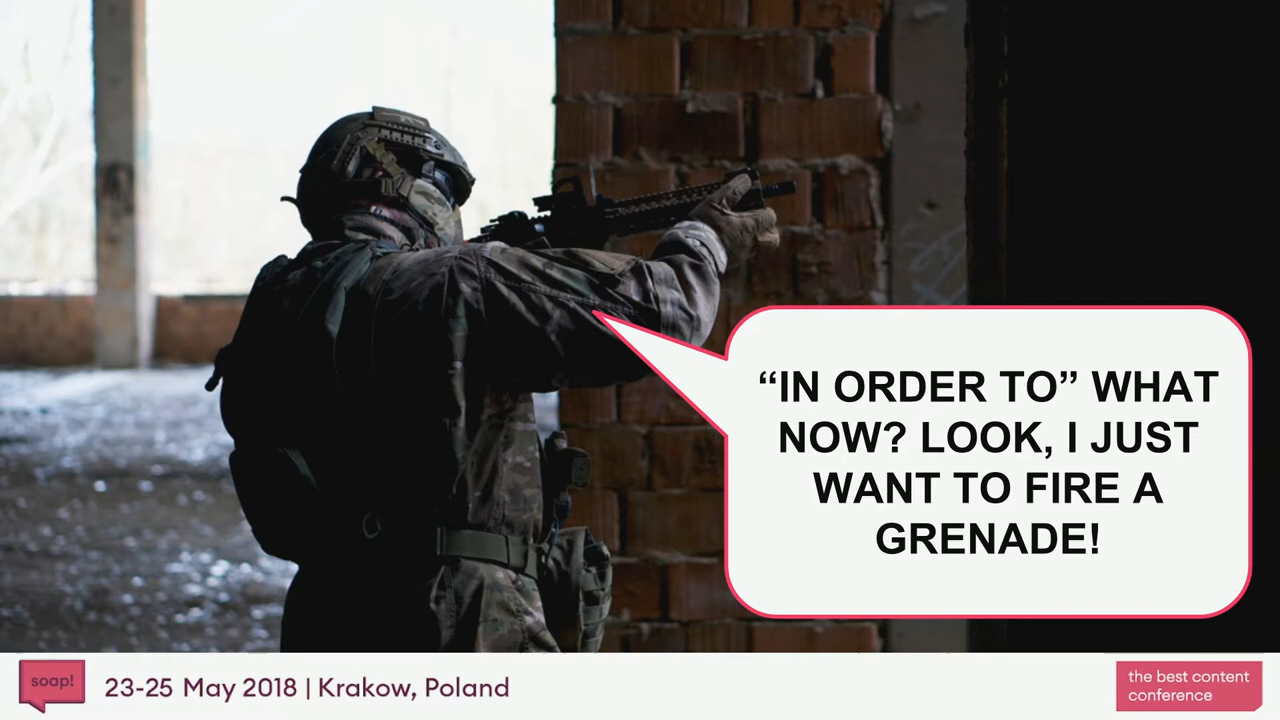 “IN ORDER TO” WHAT
NOW? LOOK, I JUST
WANT TO FIRE A
GRENADE!
soap!
23-25 May 2018 | Krakow, Poland
the best content
conference